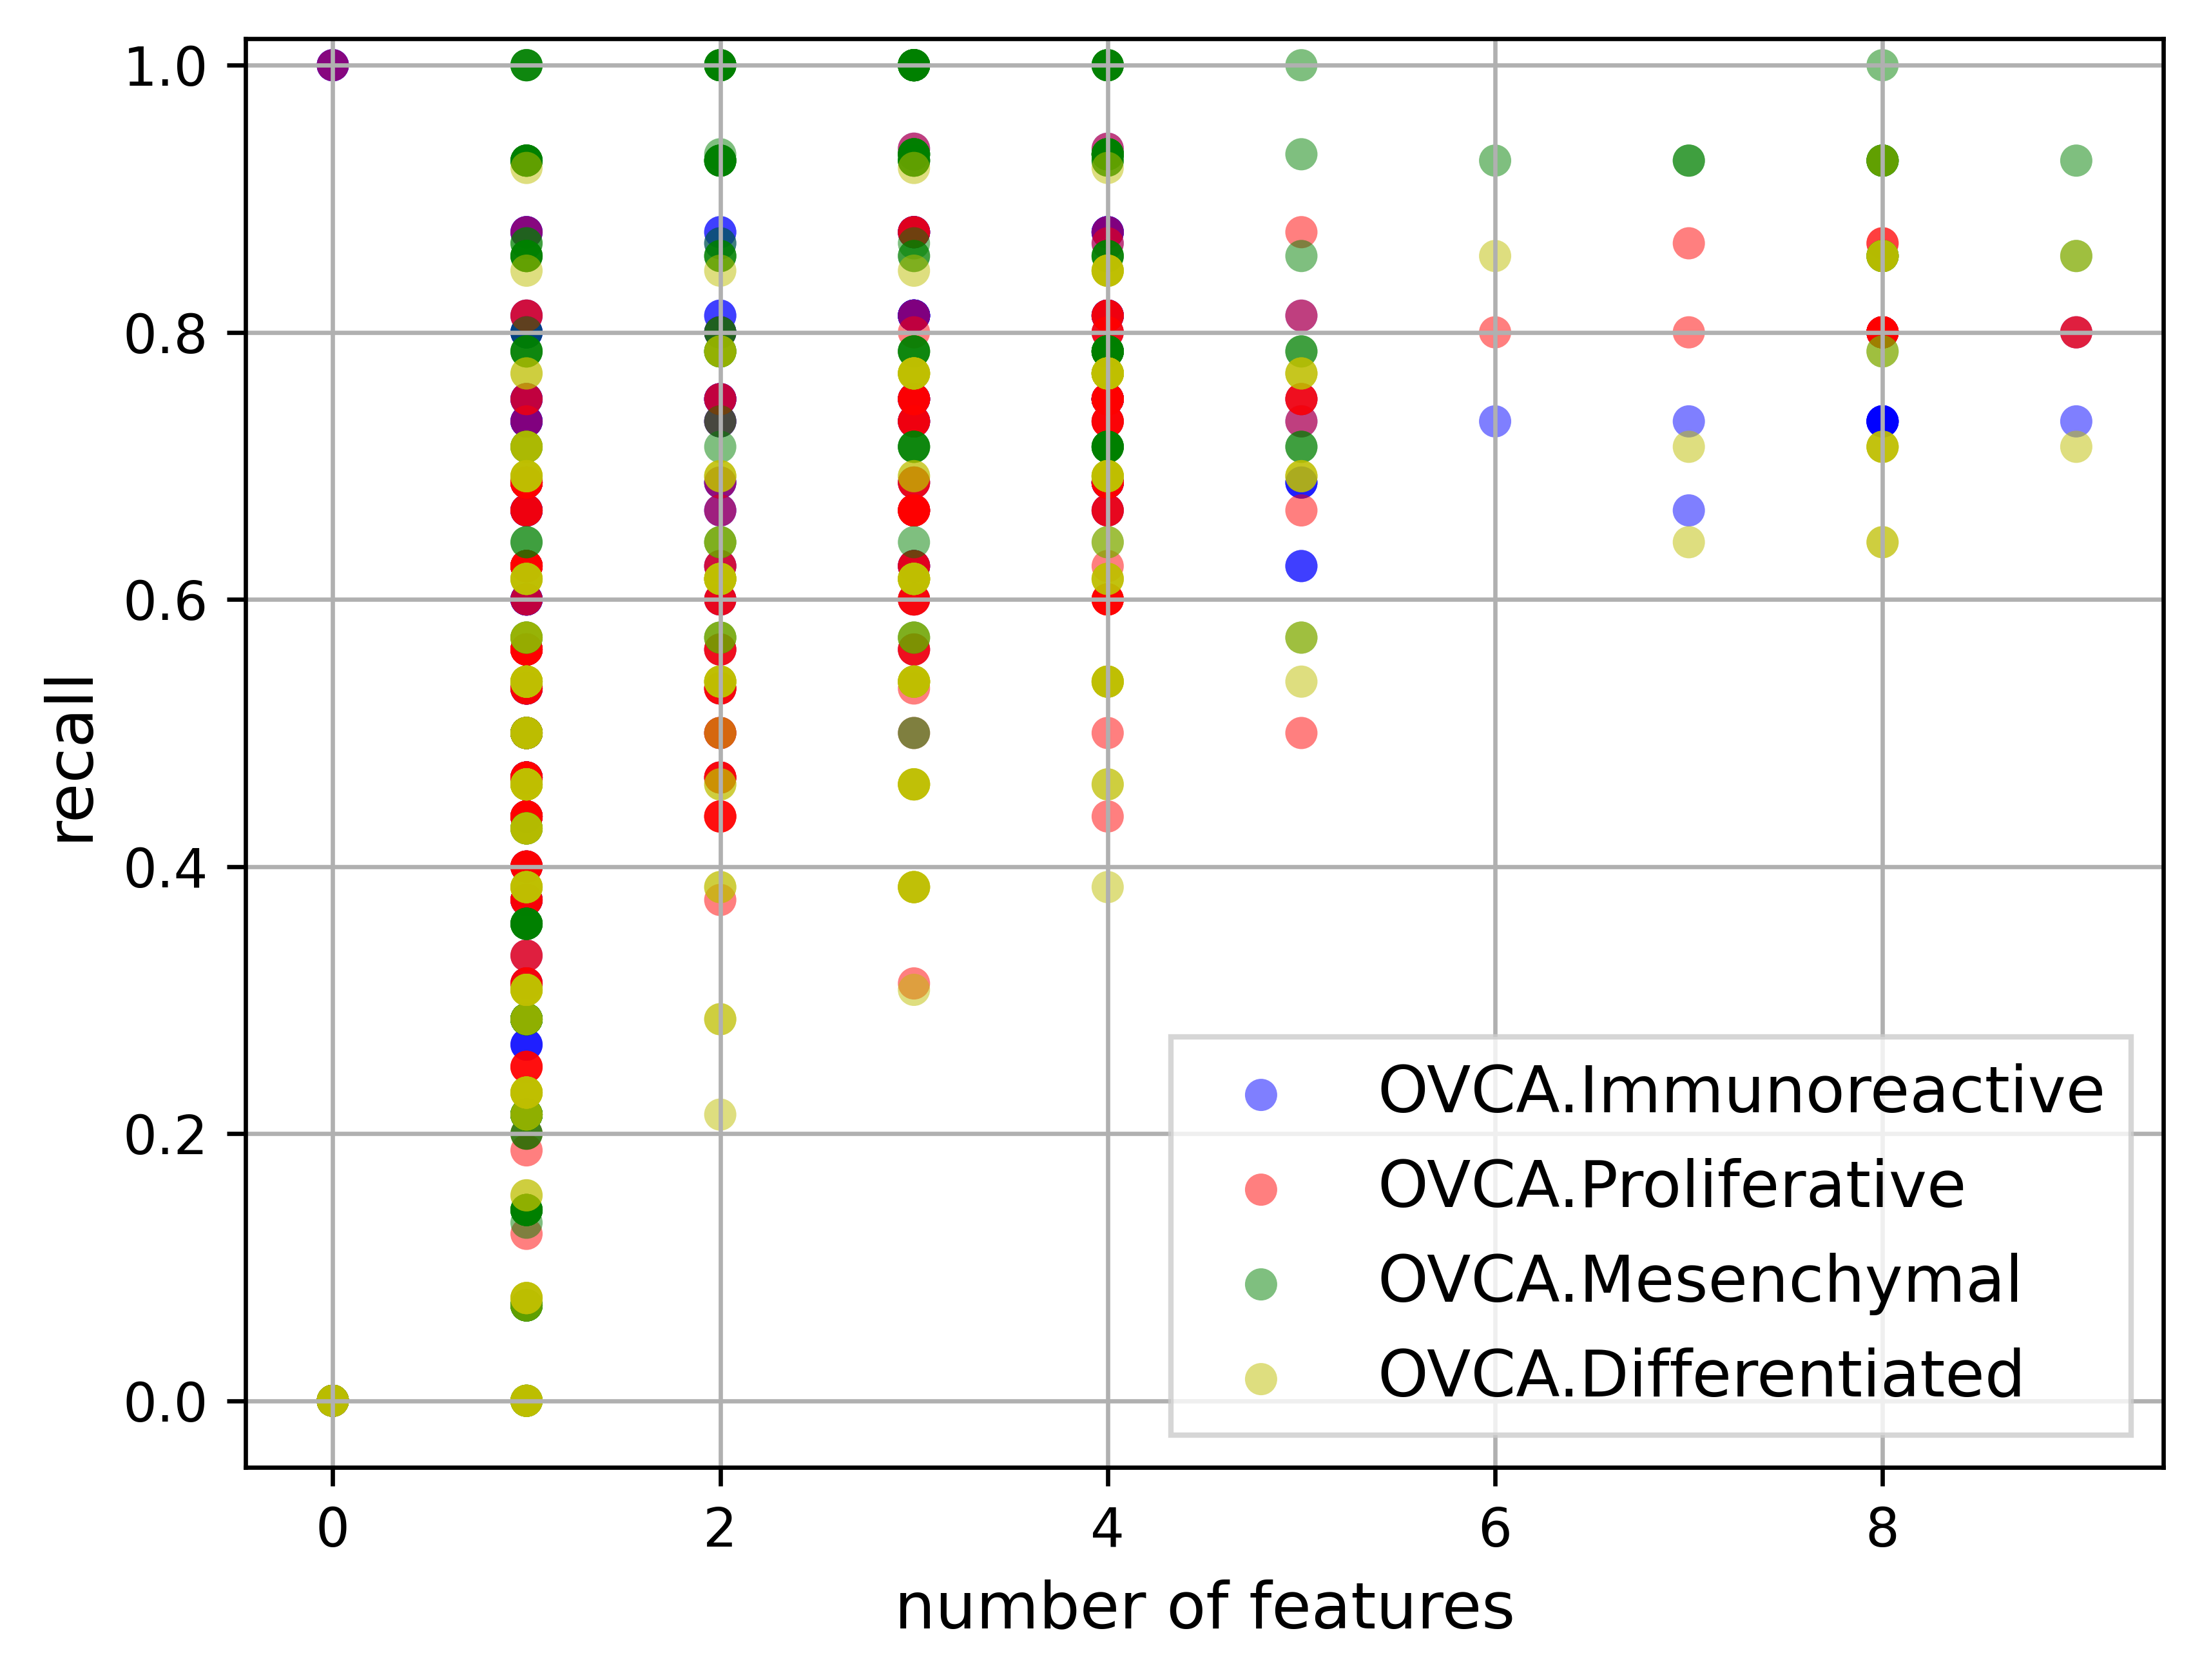 1.0
0.8
0.6
0.4
0.2
0.0
recall
0 2 4 6 8
number of features
OVCA.Immunoreactive
OVCA.Proliferative
OVCA.Mesenchymal
OVCA.Differentiated